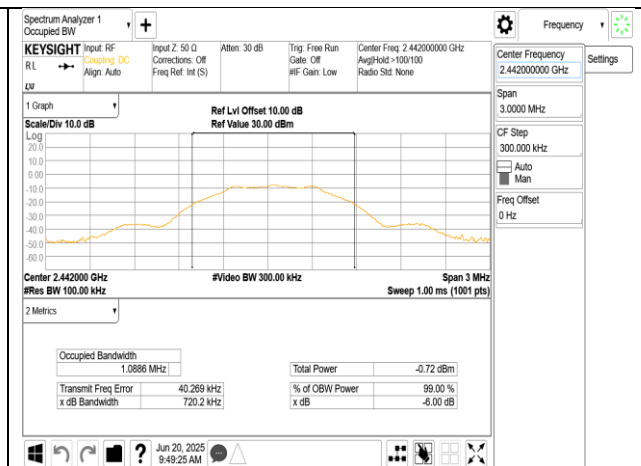 Spectrum Analyzer 1
Occupied BW
Frequency
KEYSIGHT
RL
LXI
Input: RF
Coupling: DC
Align: Auto
Input Z: 50 Ω
Corrections: Off
Freq Ref: Int (S)
Atten: 30 dB
Trig: Free Run
Gate: Off
#IF Gain: Low
Center Freq: 2.442000000 GHz
Avg|Hold:>100/100
Radio Std: None
Center Frequency
2.442000000 GHz
Settings
Span
3.0000 MHz
CF Step
300.000 kHz
Auto
Man
Freq Offset
0 Hz
1 Graph
Scale/Div 10.0 dB
Ref Lvl Offset 10.00 dB
Ref Value 30.00 dBm
Log
20.0
10.0
0.00
-10.0
-20.0
-30.0
-40.0
-50.0
-60.0
Center 2.442000 GHz
#Res BW 100.00 kHz
#Video BW 300.00 kHz
Span 3 MHz
Sweep 1.00 ms (1001 pts)
2 Metrics
Occupied Bandwidth
1.0886 MHz
Total Power -0.72 dBm
Transmit Freq Error 40.269 kHz
% of OBW Power 99.00 %
x dB Bandwidth 720.2 kHz
x dB -6.00 dB
?
Jun 20, 2025
9:49:25 AM